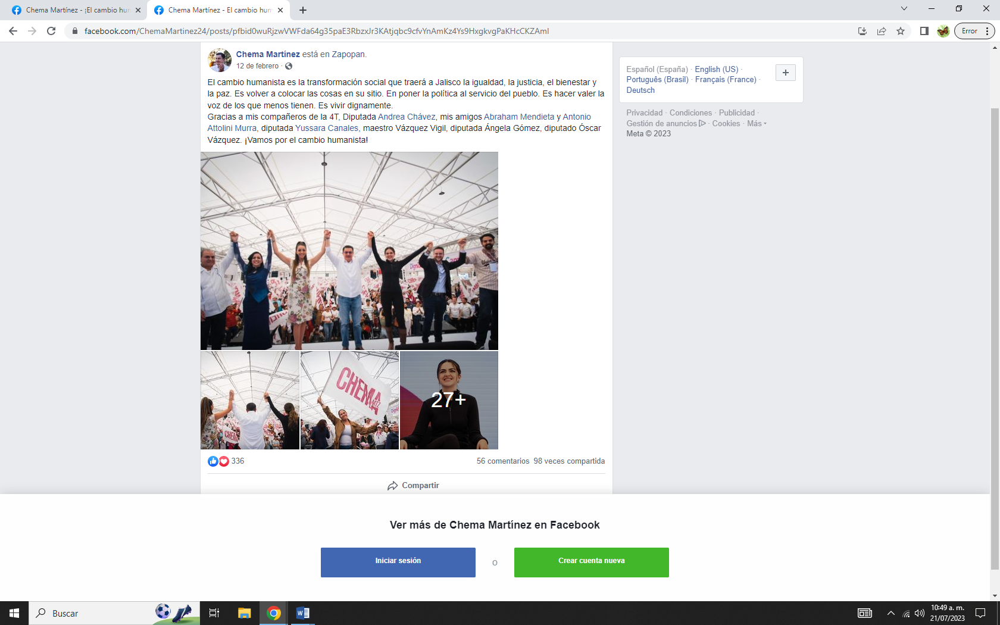 Chema Martínez - ¡El cambio hum
Chema Martínez - El cambio hum
facebook.com/ChemaMartinez24/posts/pfbid0wuRjzwVWFda64g35paE3RbzxJr3KAtjqbc9cfvYnAmKz4Ys9HxgkvgPaKHcCKZAml
Error
Chema Martínez está en Zapopan.
12 de febrero ·
El cambio humanista es la transformación social que traerá a Jalisco la igualdad, la justicia, el bienestar y
la paz. Es volver a colocar las cosas en su sitio. En poner la política al servicio del pueblo. Es hacer valer la
voz de los que menos tienen. Es vivir dignamente.
Gracias a mis compañeros de la 4T, Diputada Andrea Chávez, mis amigos Abraham Mendieta y Antonio
Attolini Murra, diputada Yussara Canales, maestro Vázquez Vigil, diputada Ángela Gómez, diputado Óscar
Vázquez. ¡Vamos por el cambio humanista!
CHEMA
MTZ
CHEMA
27+
336
56 comentarios 98 veces compartida
Compartir
Español (España) · English (US) ·
Português (Brasil) · Français (France) ·
Deutsch
Privacidad · Condiciones · Publicidad ·
Gestión de anuncios · Cookies · Más
Meta © 2023
Ver más de Chema Martínez en Facebook
Iniciar sesión
o
Crear cuenta nueva
Buscar
10:49 a. m.
21/07/2023